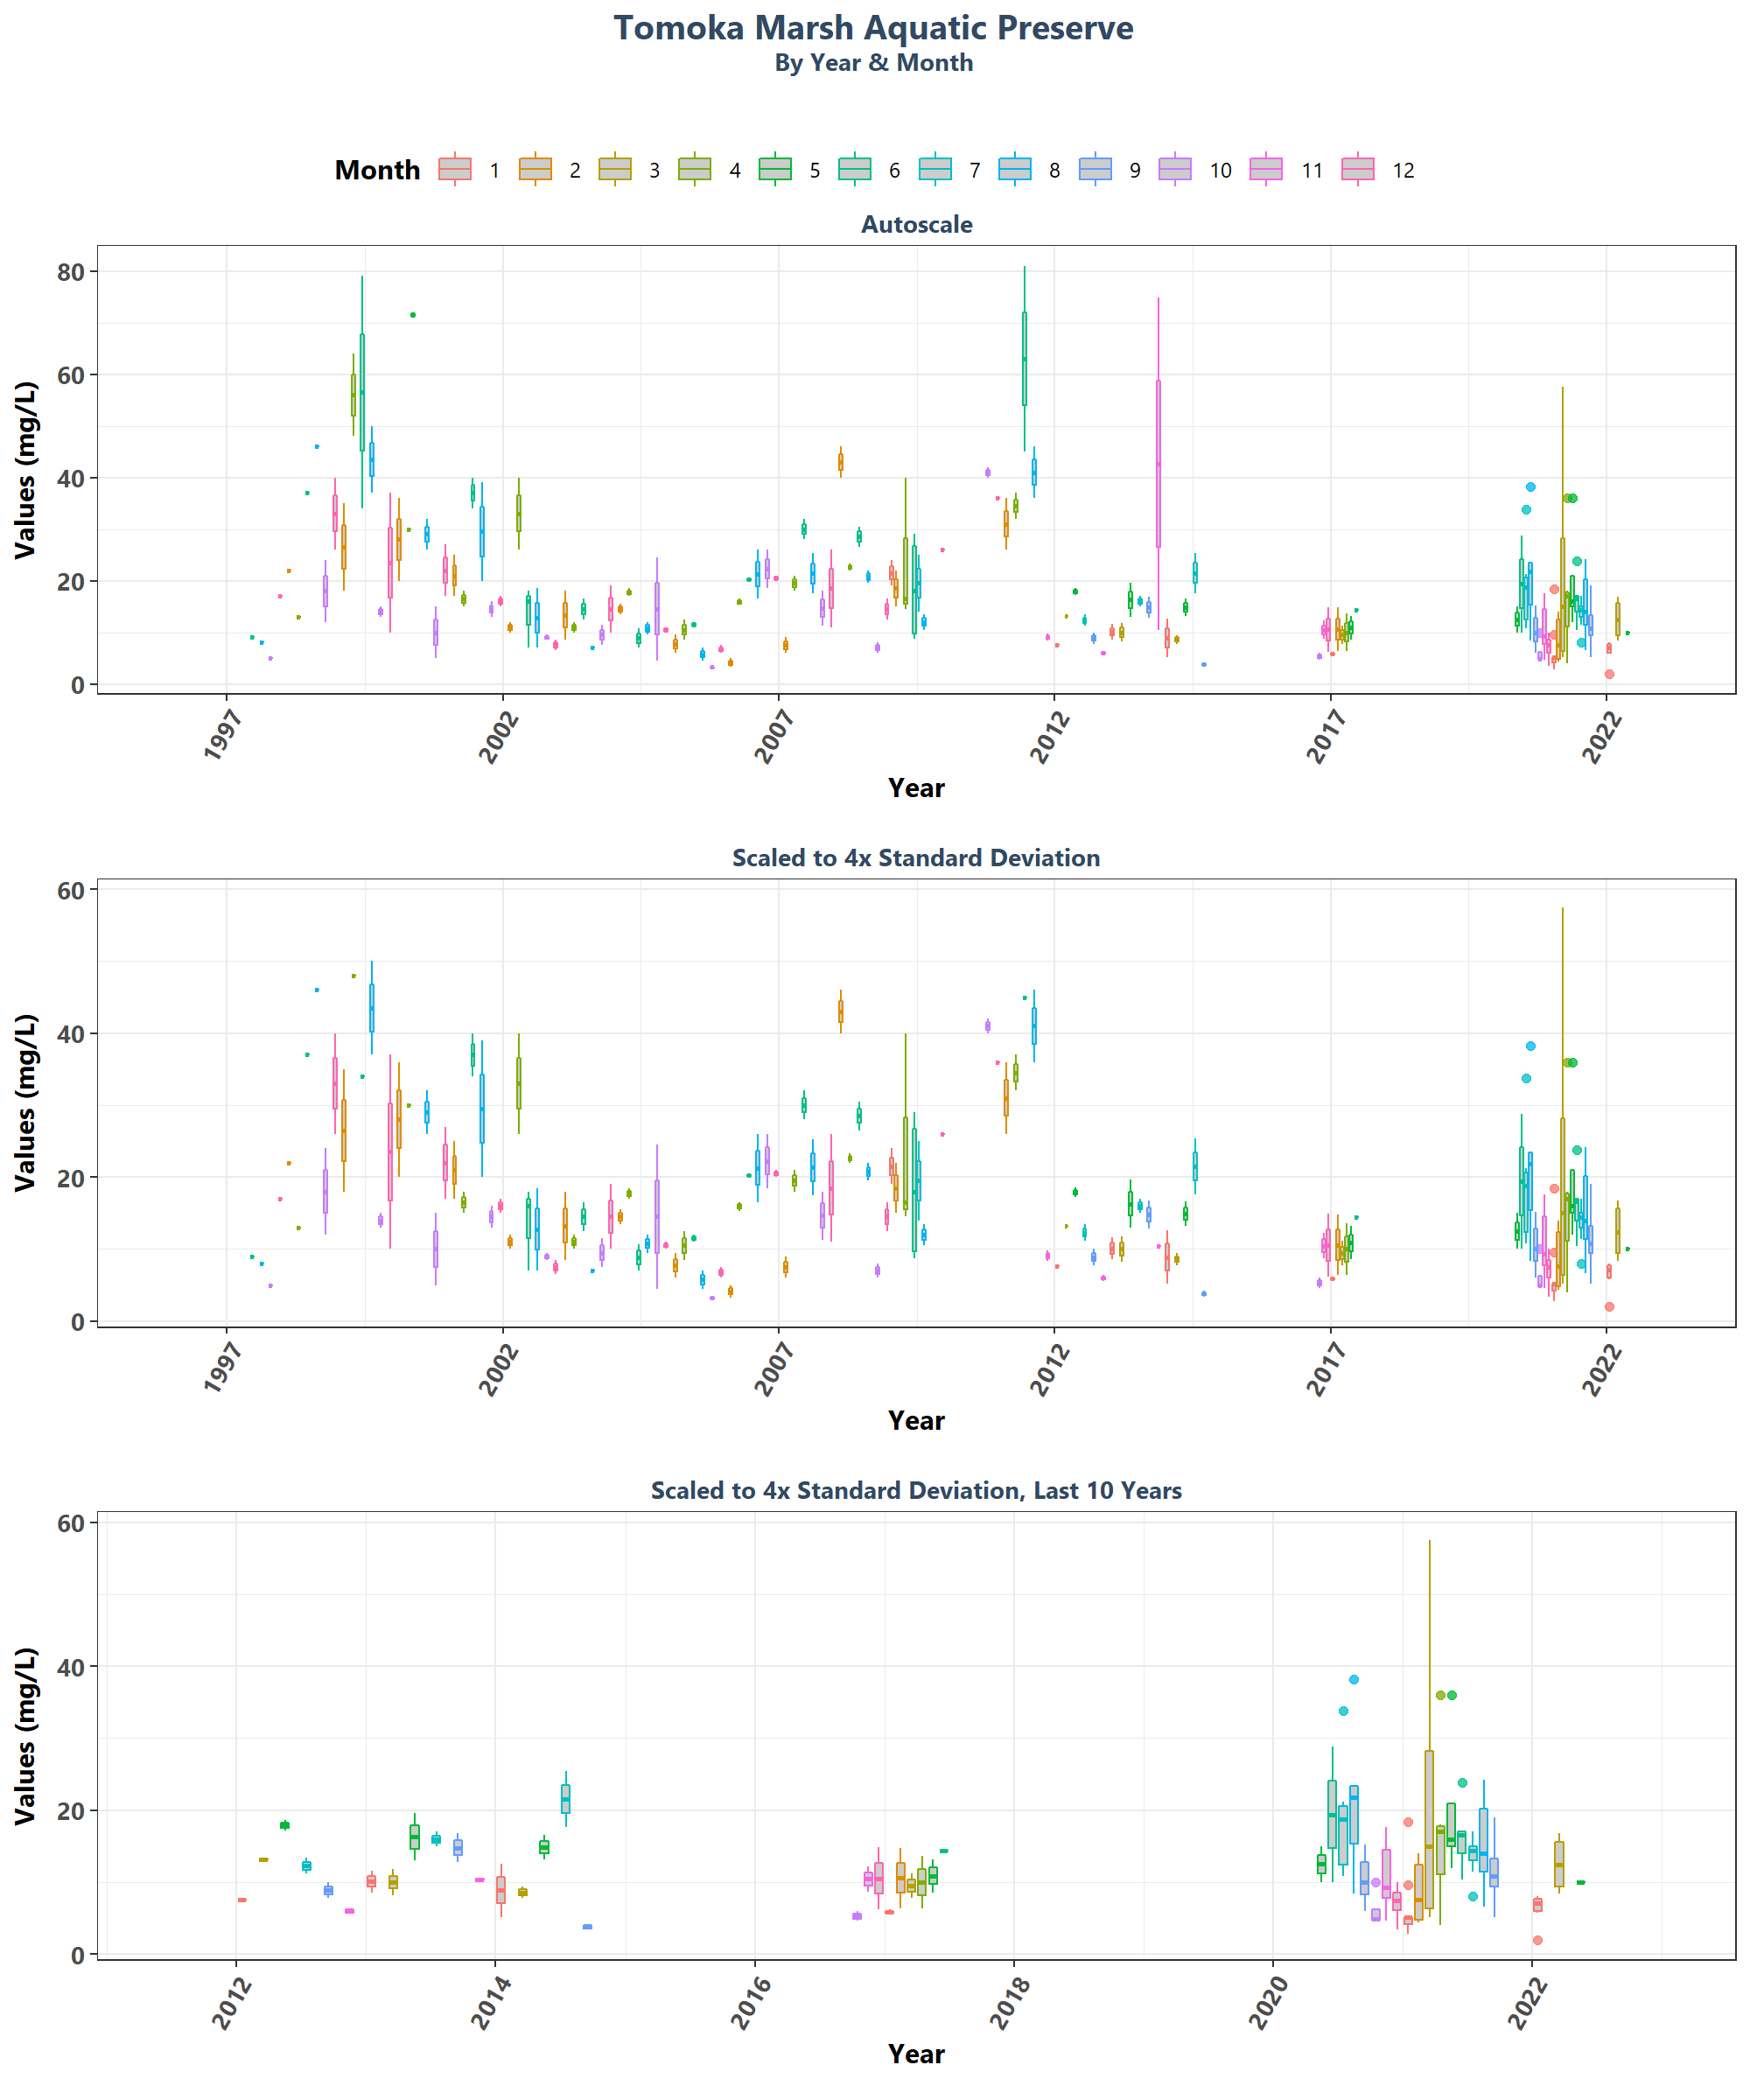 Tomoka Marsh Aquatic Preserve
By Year & Month
Month 1 2 3 4 5 6 7 8 9 10 11 12
Autoscale
80
60
40
20
0
Values (mg/L)
1997 2002 2007 2012 2017 2022
Year
Scaled to 4x Standard Deviation
60
40
20
0
Values (mg/L)
1997 2002 2007 2012 2017 2022
Year
Scaled to 4x Standard Deviation, Last 10 Years
60
40
20
0
Values (mg/L)
2012 2014 2016 2018 2020 2022
Year